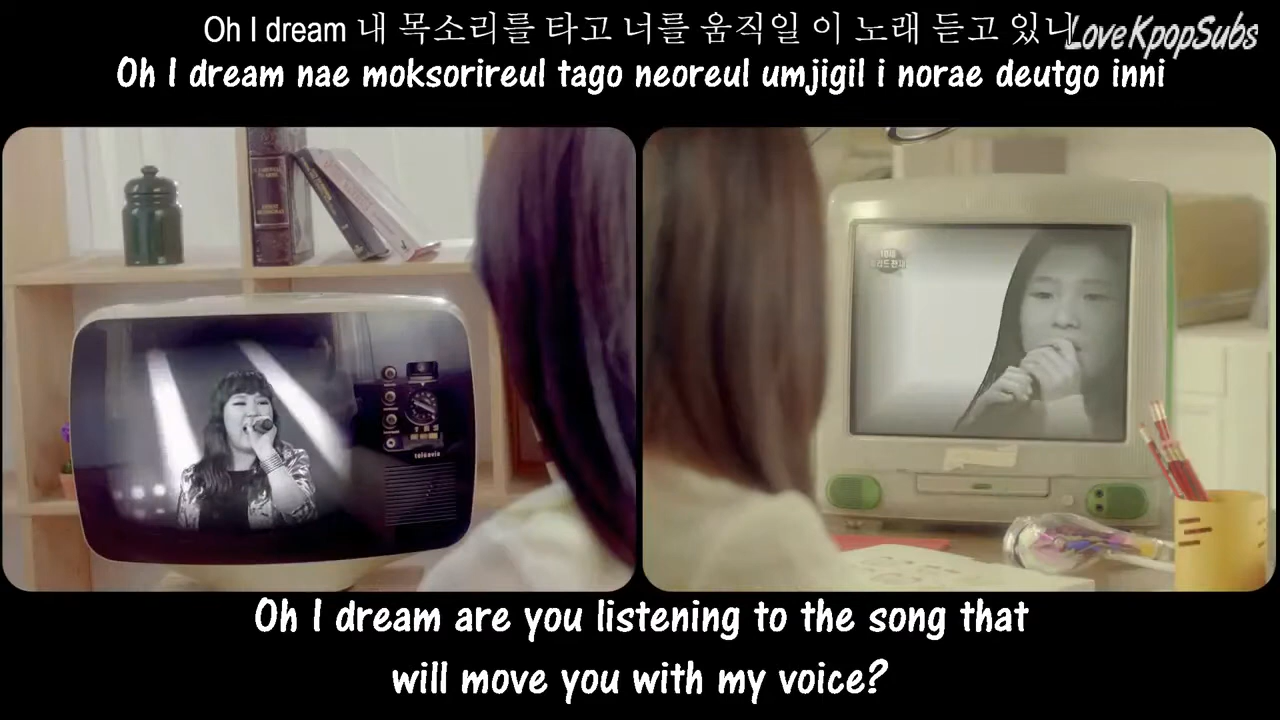 Oh I dream 내 목소리를 타고 너를 움직일 이 노래 듣고 있니
LoveKpopSubs
Oh I dream nae moksorireul tago neoreul umjigil i norae deutgo inni
teleavia
Oh I dream are you listening to the song that
will move you with my voice?